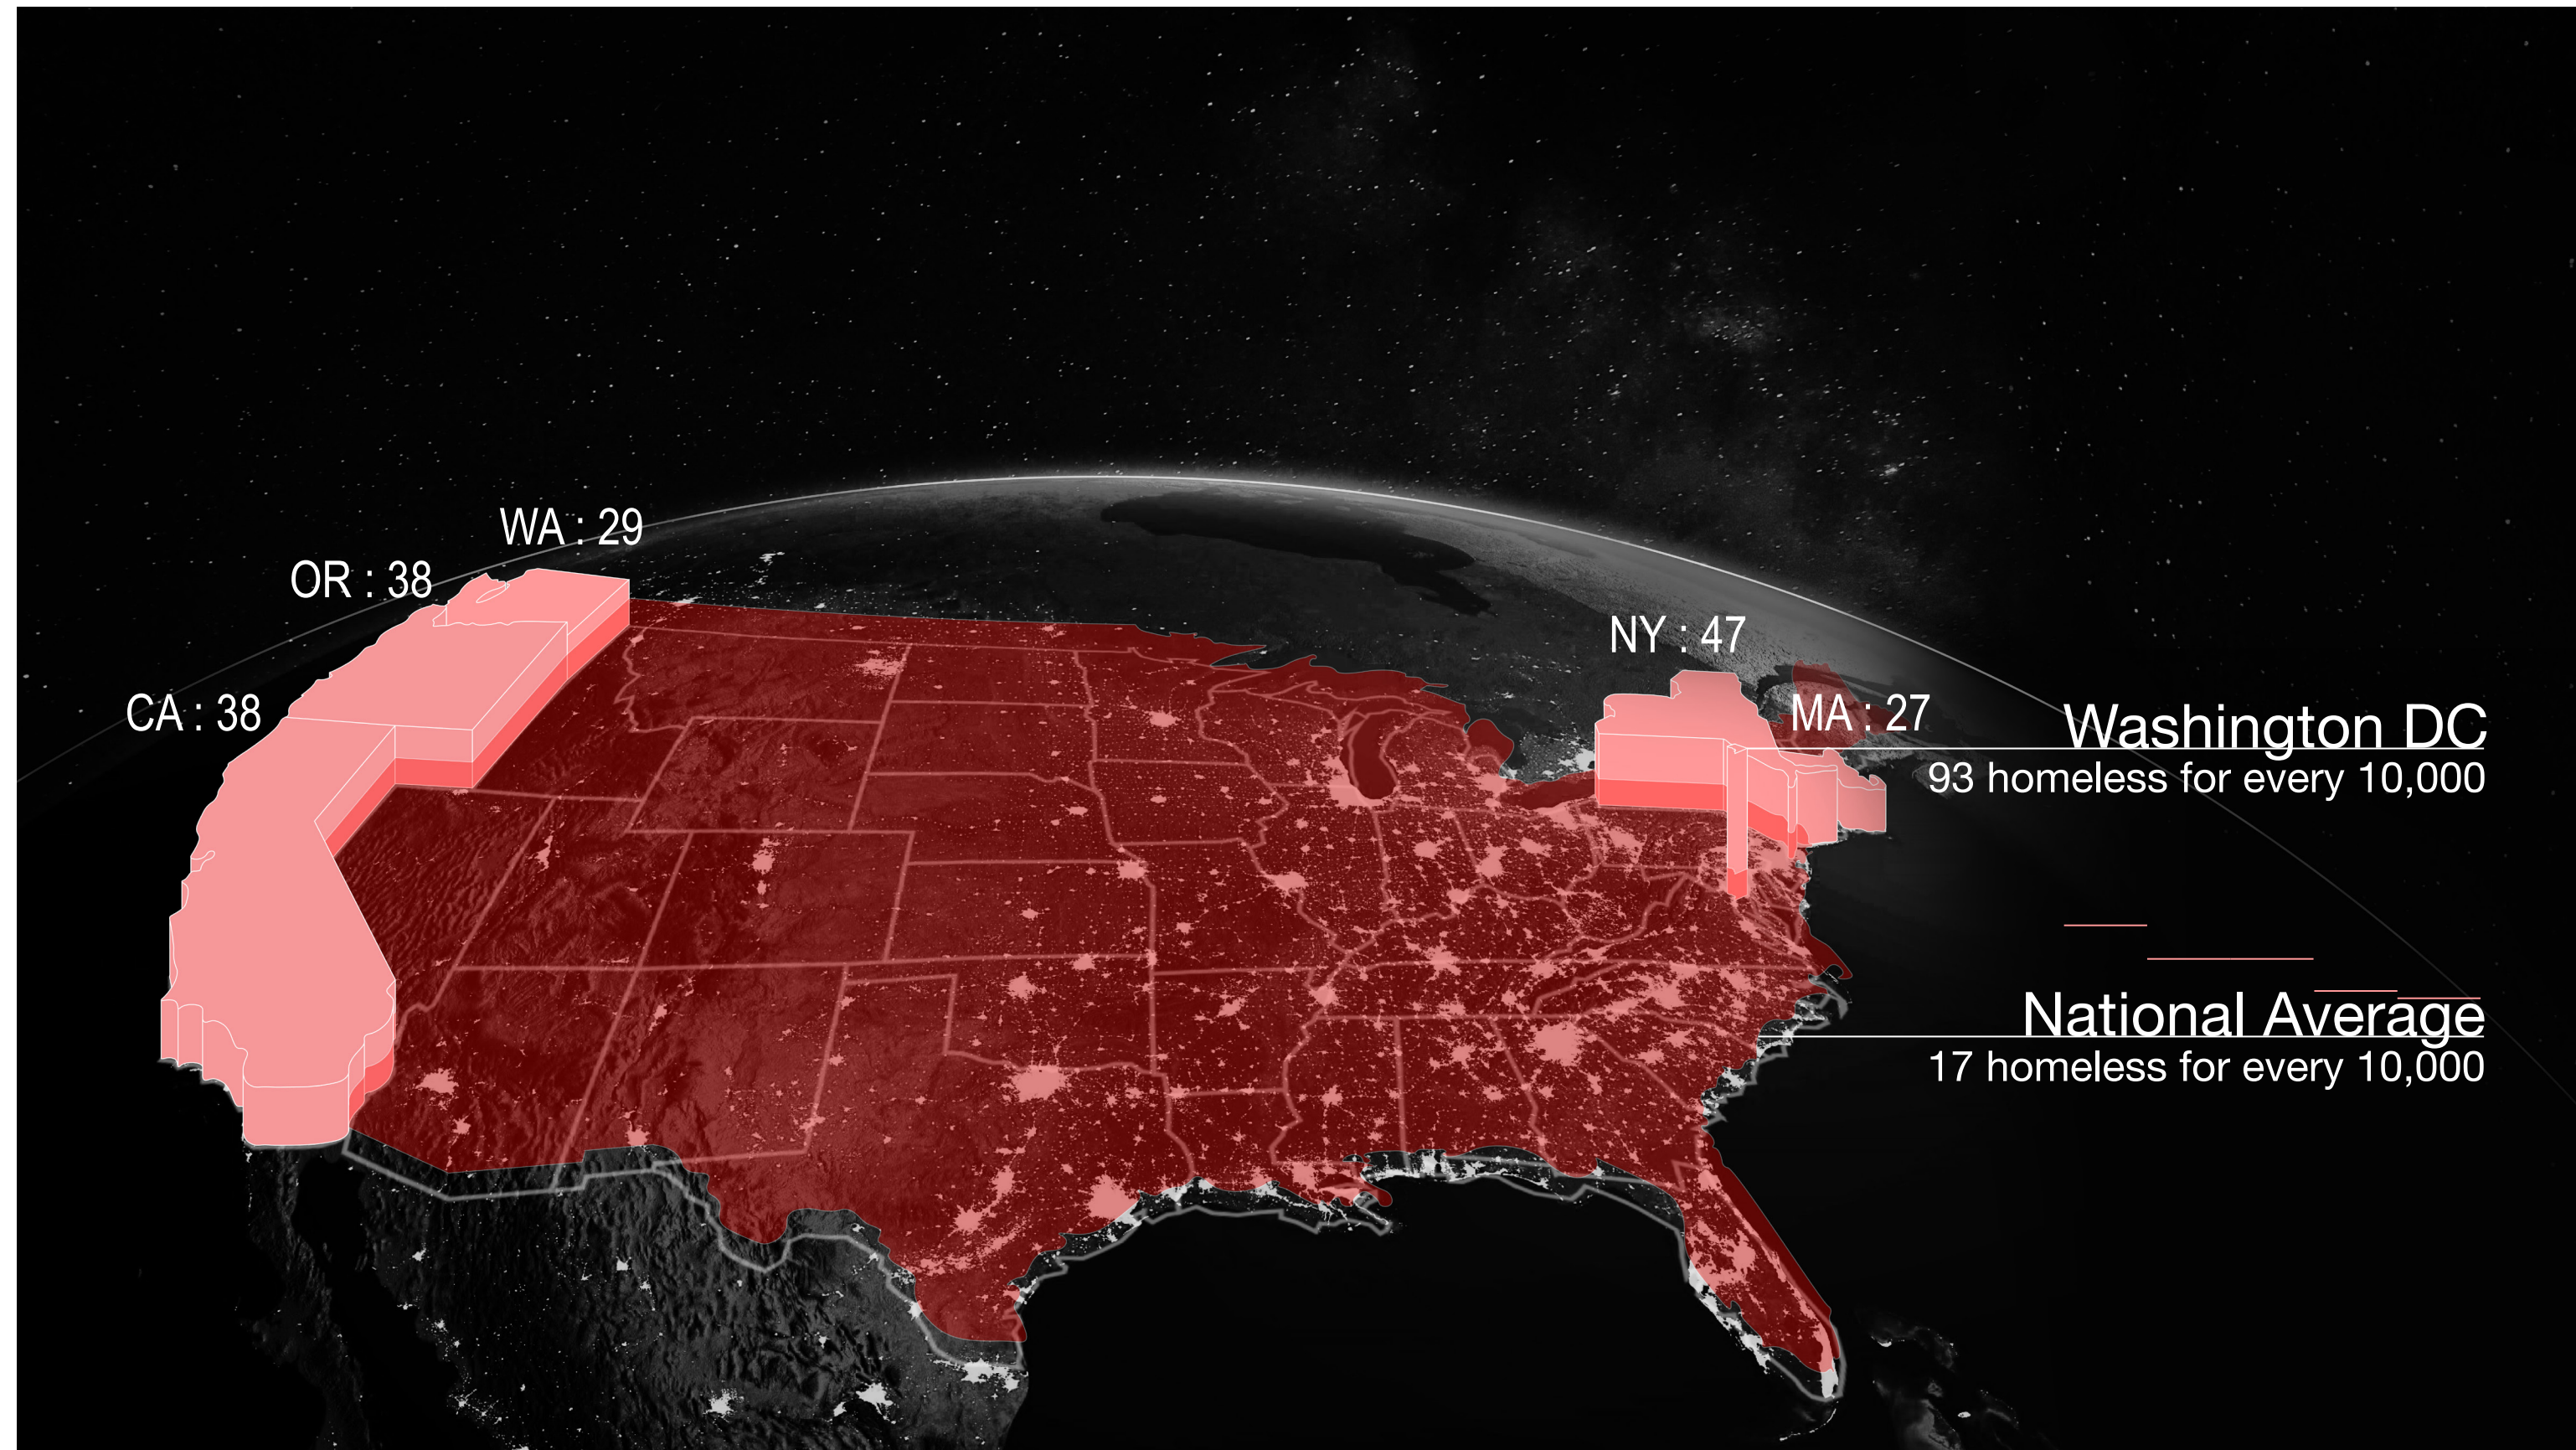 WA : 29
OR : 38
CA : 38
NY : 47
MA : 27
Washington DC
93 homeless for every 10,000
National Average
17 homeless for every 10,000